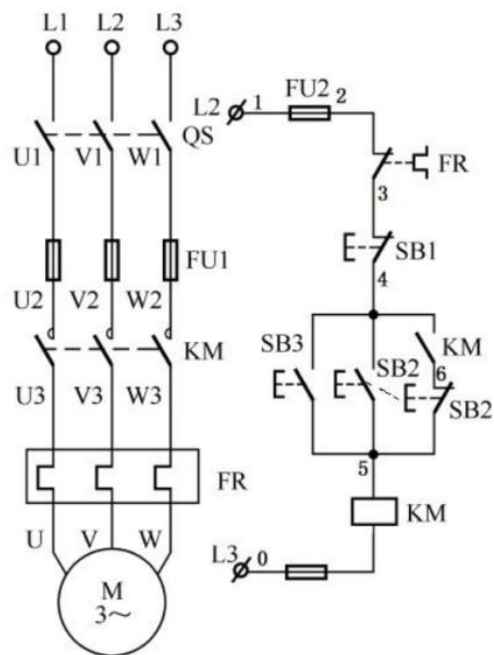 L1 L2 L3
QS
U1 V1 W1
FU1
U2 V2 W2
KM
U3 V3 W3
FR
U V W
M
3～
L2 1 FU2 2
FR
3
SB1
4
SB3 SB2 KM
6
SB2
5
KM
L3 0